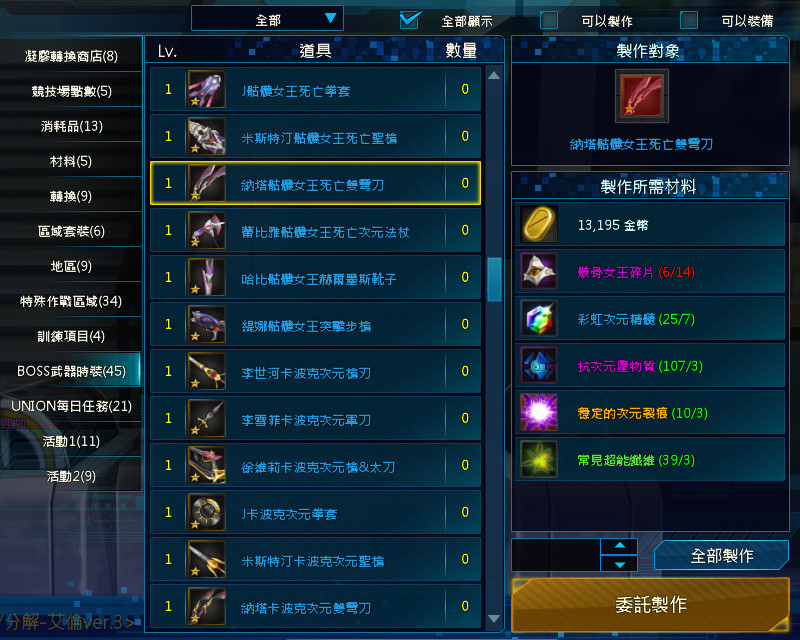 全部
全部顯示
可以製作
可以裝備
凝膠轉換商店(8)
競技場點數(5)
消耗品(13)
材料(5)
轉換(9)
區域套裝(6)
地區(9)
特殊作戰區域(34)
訓練項目(4)
BOSS武器時裝(45)
UNION每日任務(21)
活動1(11)
活動2(9)
Lv. 道具 數量
1 J骷髏女王死亡拳套 0
1 米斯特汀骷髏女王死亡聖槍 0
1 納塔骷髏女王死亡雙彎刀 0
1 蕾比雅骷髏女王死亡次元法杖 0
1 哈比骷髏女王赫爾墨斯靴子 0
1 緹娜骷髏女王突擊步槍 0
1 李世河卡波克次元槍刃 0
1 李雪菲卡波克次元軍刀 0
1 徐維莉卡波克次元槍&太刀 0
1 J卡波克次元拳套 0
1 米斯特汀卡波克次元聖槍 0
1 納塔卡波克次元雙彎刀 0
製作對象
納塔骷髏女王死亡雙彎刀
製作所需材料
13,195 金幣
骸骨女王碎片 (6/14)
彩虹次元精髓 (25/7)
抗次元塵物質 (107/3)
穩定的次元裂痕 (10/3)
常見超能纖維 (39/3)
全部製作
委託製作
/分解-艾倫ver.3>